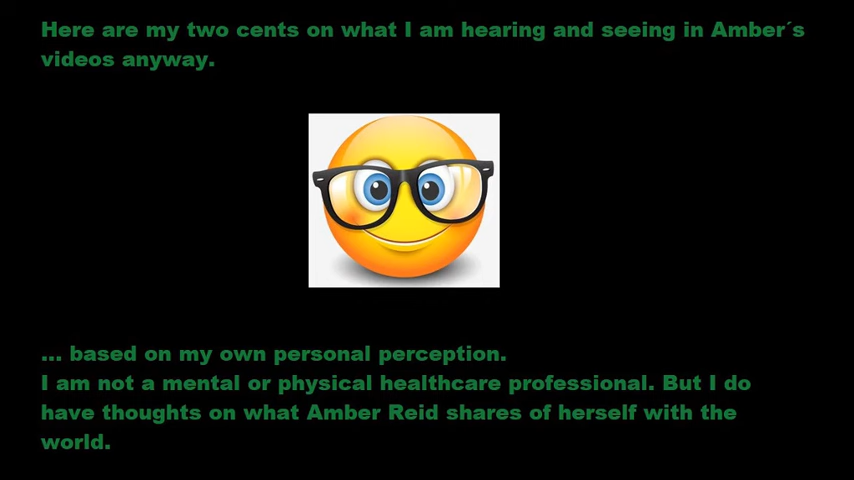 Here are my two cents on what I am hearing and seeing in Amber´s
videos anyway.
... based on my own personal perception.
I am not a mental or physical healthcare professional. But I do
have thoughts on what Amber Reid shares of herself with the
world.